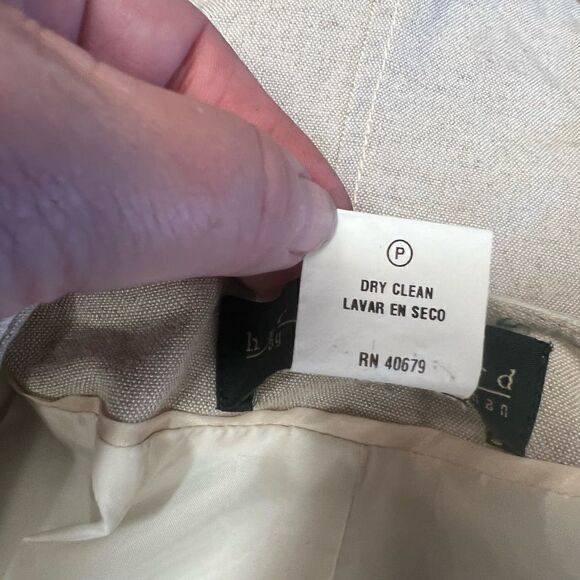 P
DRY CLEAN
LAVAR EN SECO
RN 40679